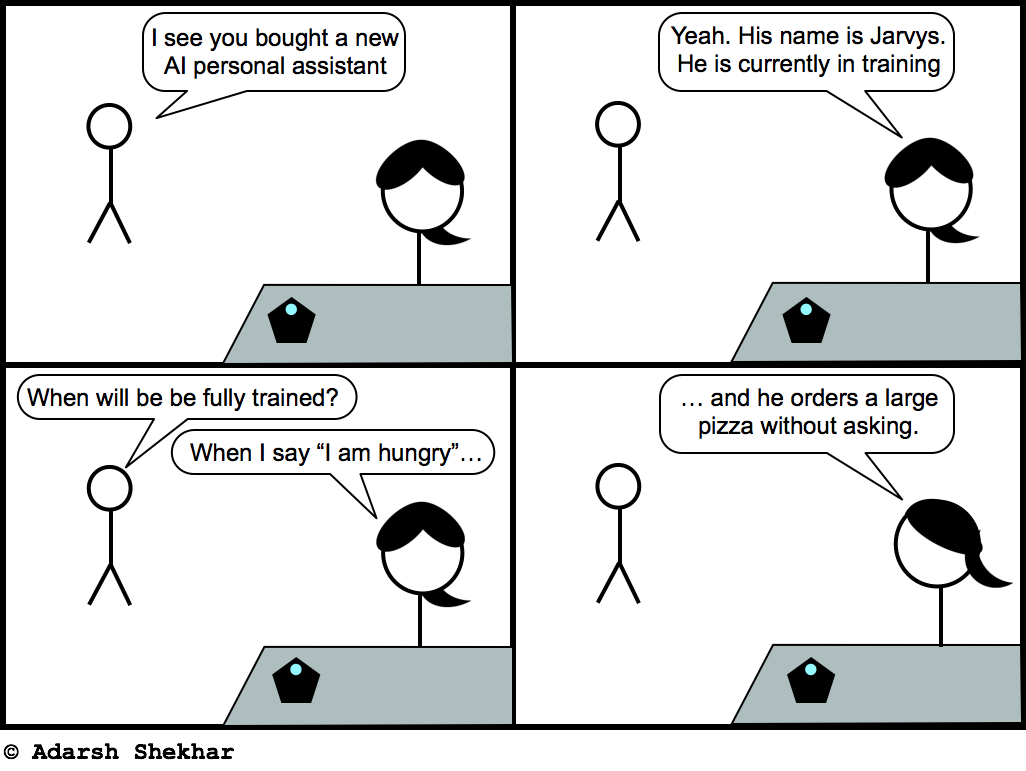 I see you bought a new
AI personal assistant
Yeah. His name is Jarvys.
He is currently in training
When will be be fully trained?
When I say “I am hungry”…
… and he orders a large
pizza without asking.
© Adarsh Shekhar